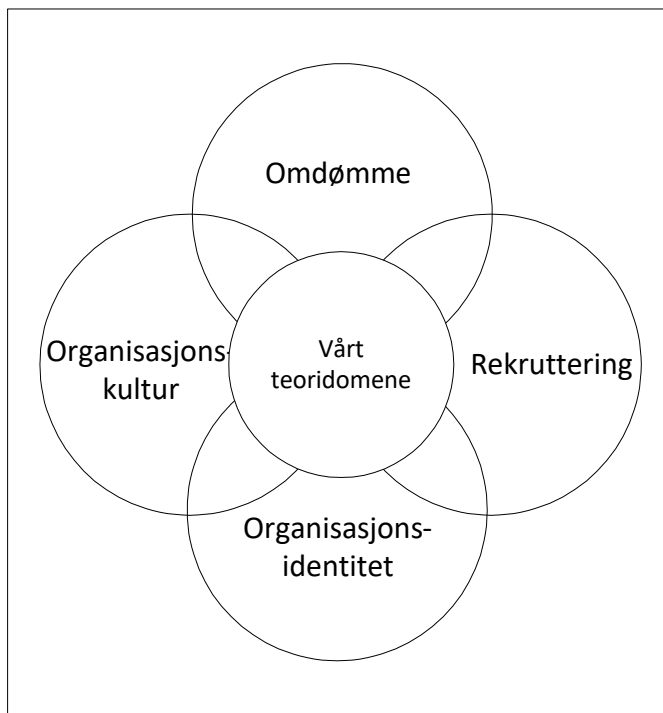 Omdømme
Organisasjons-
kultur
Vårt
teoridomene
Rekruttering
Organisasjons-
identitet